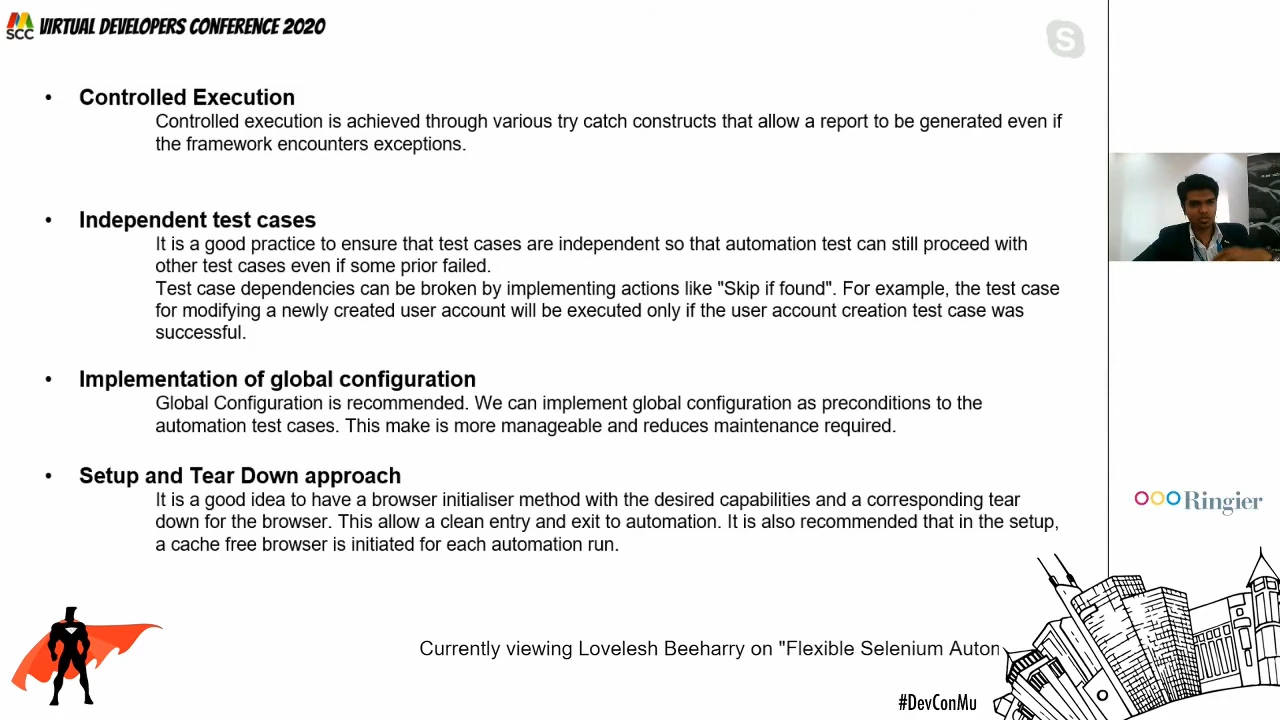 SCC VIRTUAL DEVELOPERS CONFERENCE 2020
S
• Controlled Execution
Controlled execution is achieved through various try catch constructs that allow a report to be generated even if
the framework encounters exceptions.
• Independent test cases
It is a good practice to ensure that test cases are independent so that automation test can still proceed with
other test cases even if some prior failed.
Test case dependencies can be broken by implementing actions like "Skip if found". For example, the test case
for modifying a newly created user account will be executed only if the user account creation test case was
successful.
• Implementation of global configuration
Global Configuration is recommended. We can implement global configuration as preconditions to the
automation test cases. This make is more manageable and reduces maintenance required.
• Setup and Tear Down approach
It is a good idea to have a browser initialiser method with the desired capabilities and a corresponding tear
down for the browser. This allow a clean entry and exit to automation. It is also recommended that in the setup,
a cache free browser is initiated for each automation run.
Ringier
Currently viewing Lovelesh Beeharry on "Flexible Selenium Auton
#DevConMu